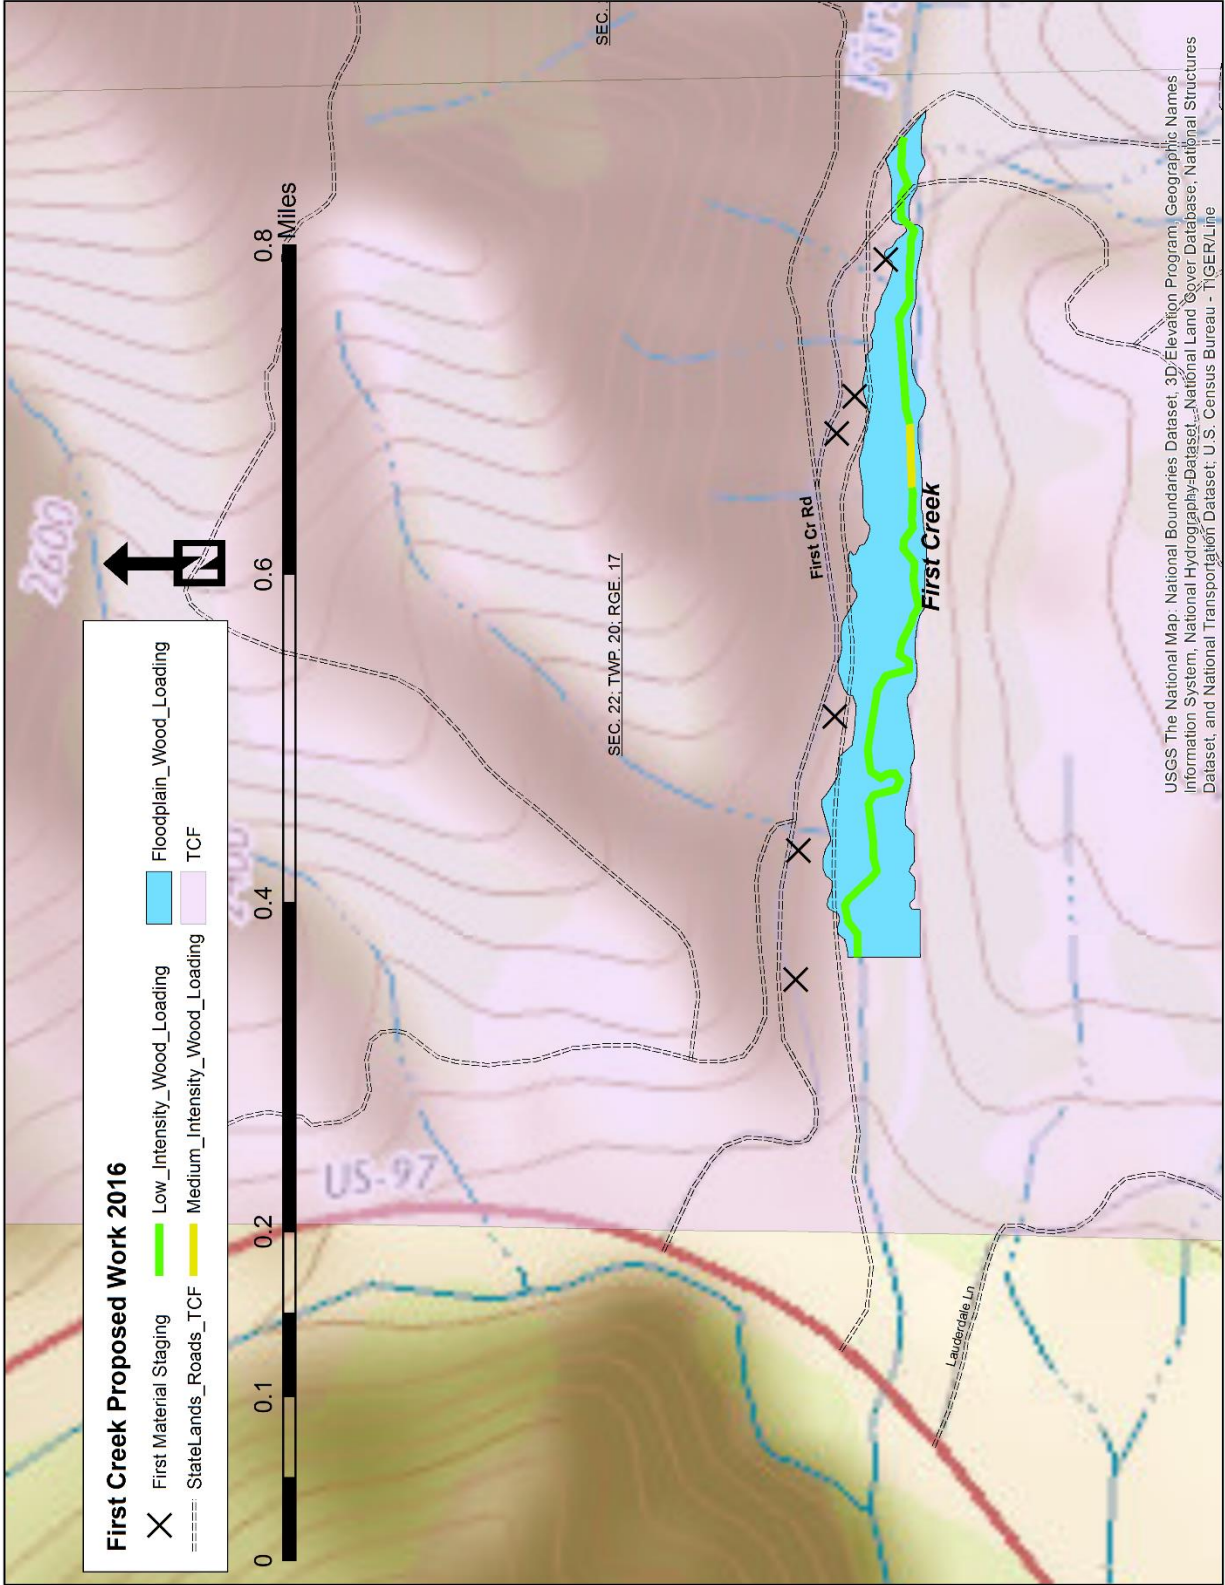 First Creek Proposed Work 2016
First Material Staging
Low_Intensity_Wood_Loading
Floodplain_Wood_Loading
StateLands_Roads_TCF
Medium_Intensity_Wood_Loading
TCF
0
0.1
0.2
0.4
0.6
0.8
Miles
N
2600
US-97
SEC.
SEC. 22; TWP. 20; RGE. 17
First Cr Rd
First Creek
Lauderdale Ln
USGS The National Map: National Boundaries Dataset, 3D Elevation Program, Geographic Names
Information System, National Hydrography Dataset, National Land Cover Database, National Structures
Dataset, and National Transportation Dataset; U.S. Census Bureau - TIGER/Line